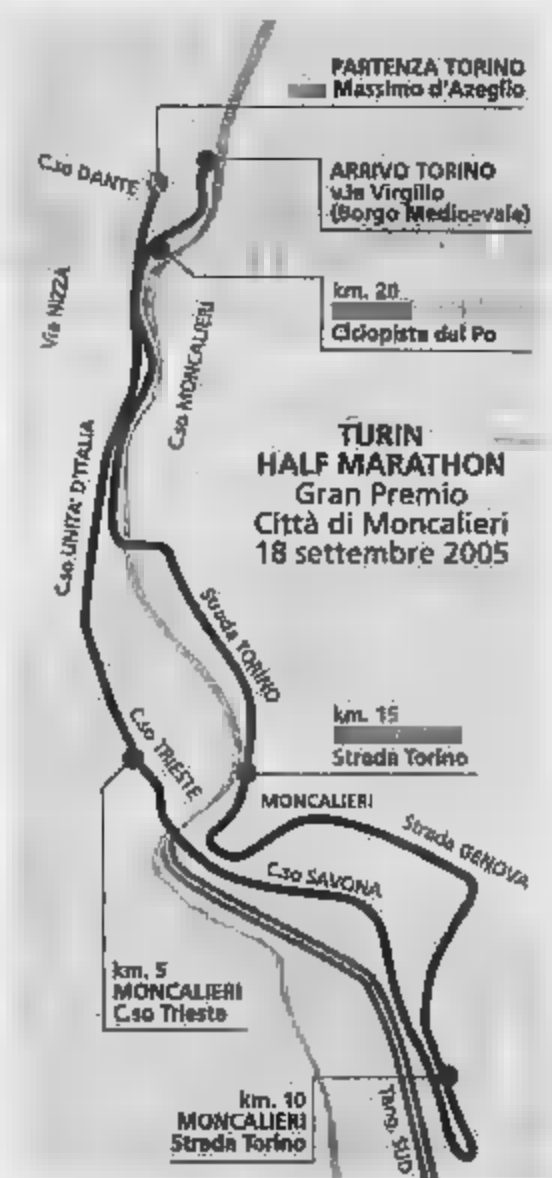 PARTENZA TORINO
Massimo d'Azeglio
C.so DANTE
ARRIVO TORINO
v.le Virgilio
(Borgo Medioevale)
km. 20
Ciclopista del Po
Via NIZZA
C.so MONCALIERI
TURIN
HALF MARATHON
Gran Premio
Città di Moncalieri
18 settembre 2005
C.so UNITA' D'ITALIA
Strada TORINO
km. 15
Strada Torino
C.so TRIESTE
MONCALIERI
Strada GENOVA
C.so SAVONA
km. 5
MONCALIERI
C.so Trieste
km. 10
MONCALIERI
Strada Torino
Tang. SUD